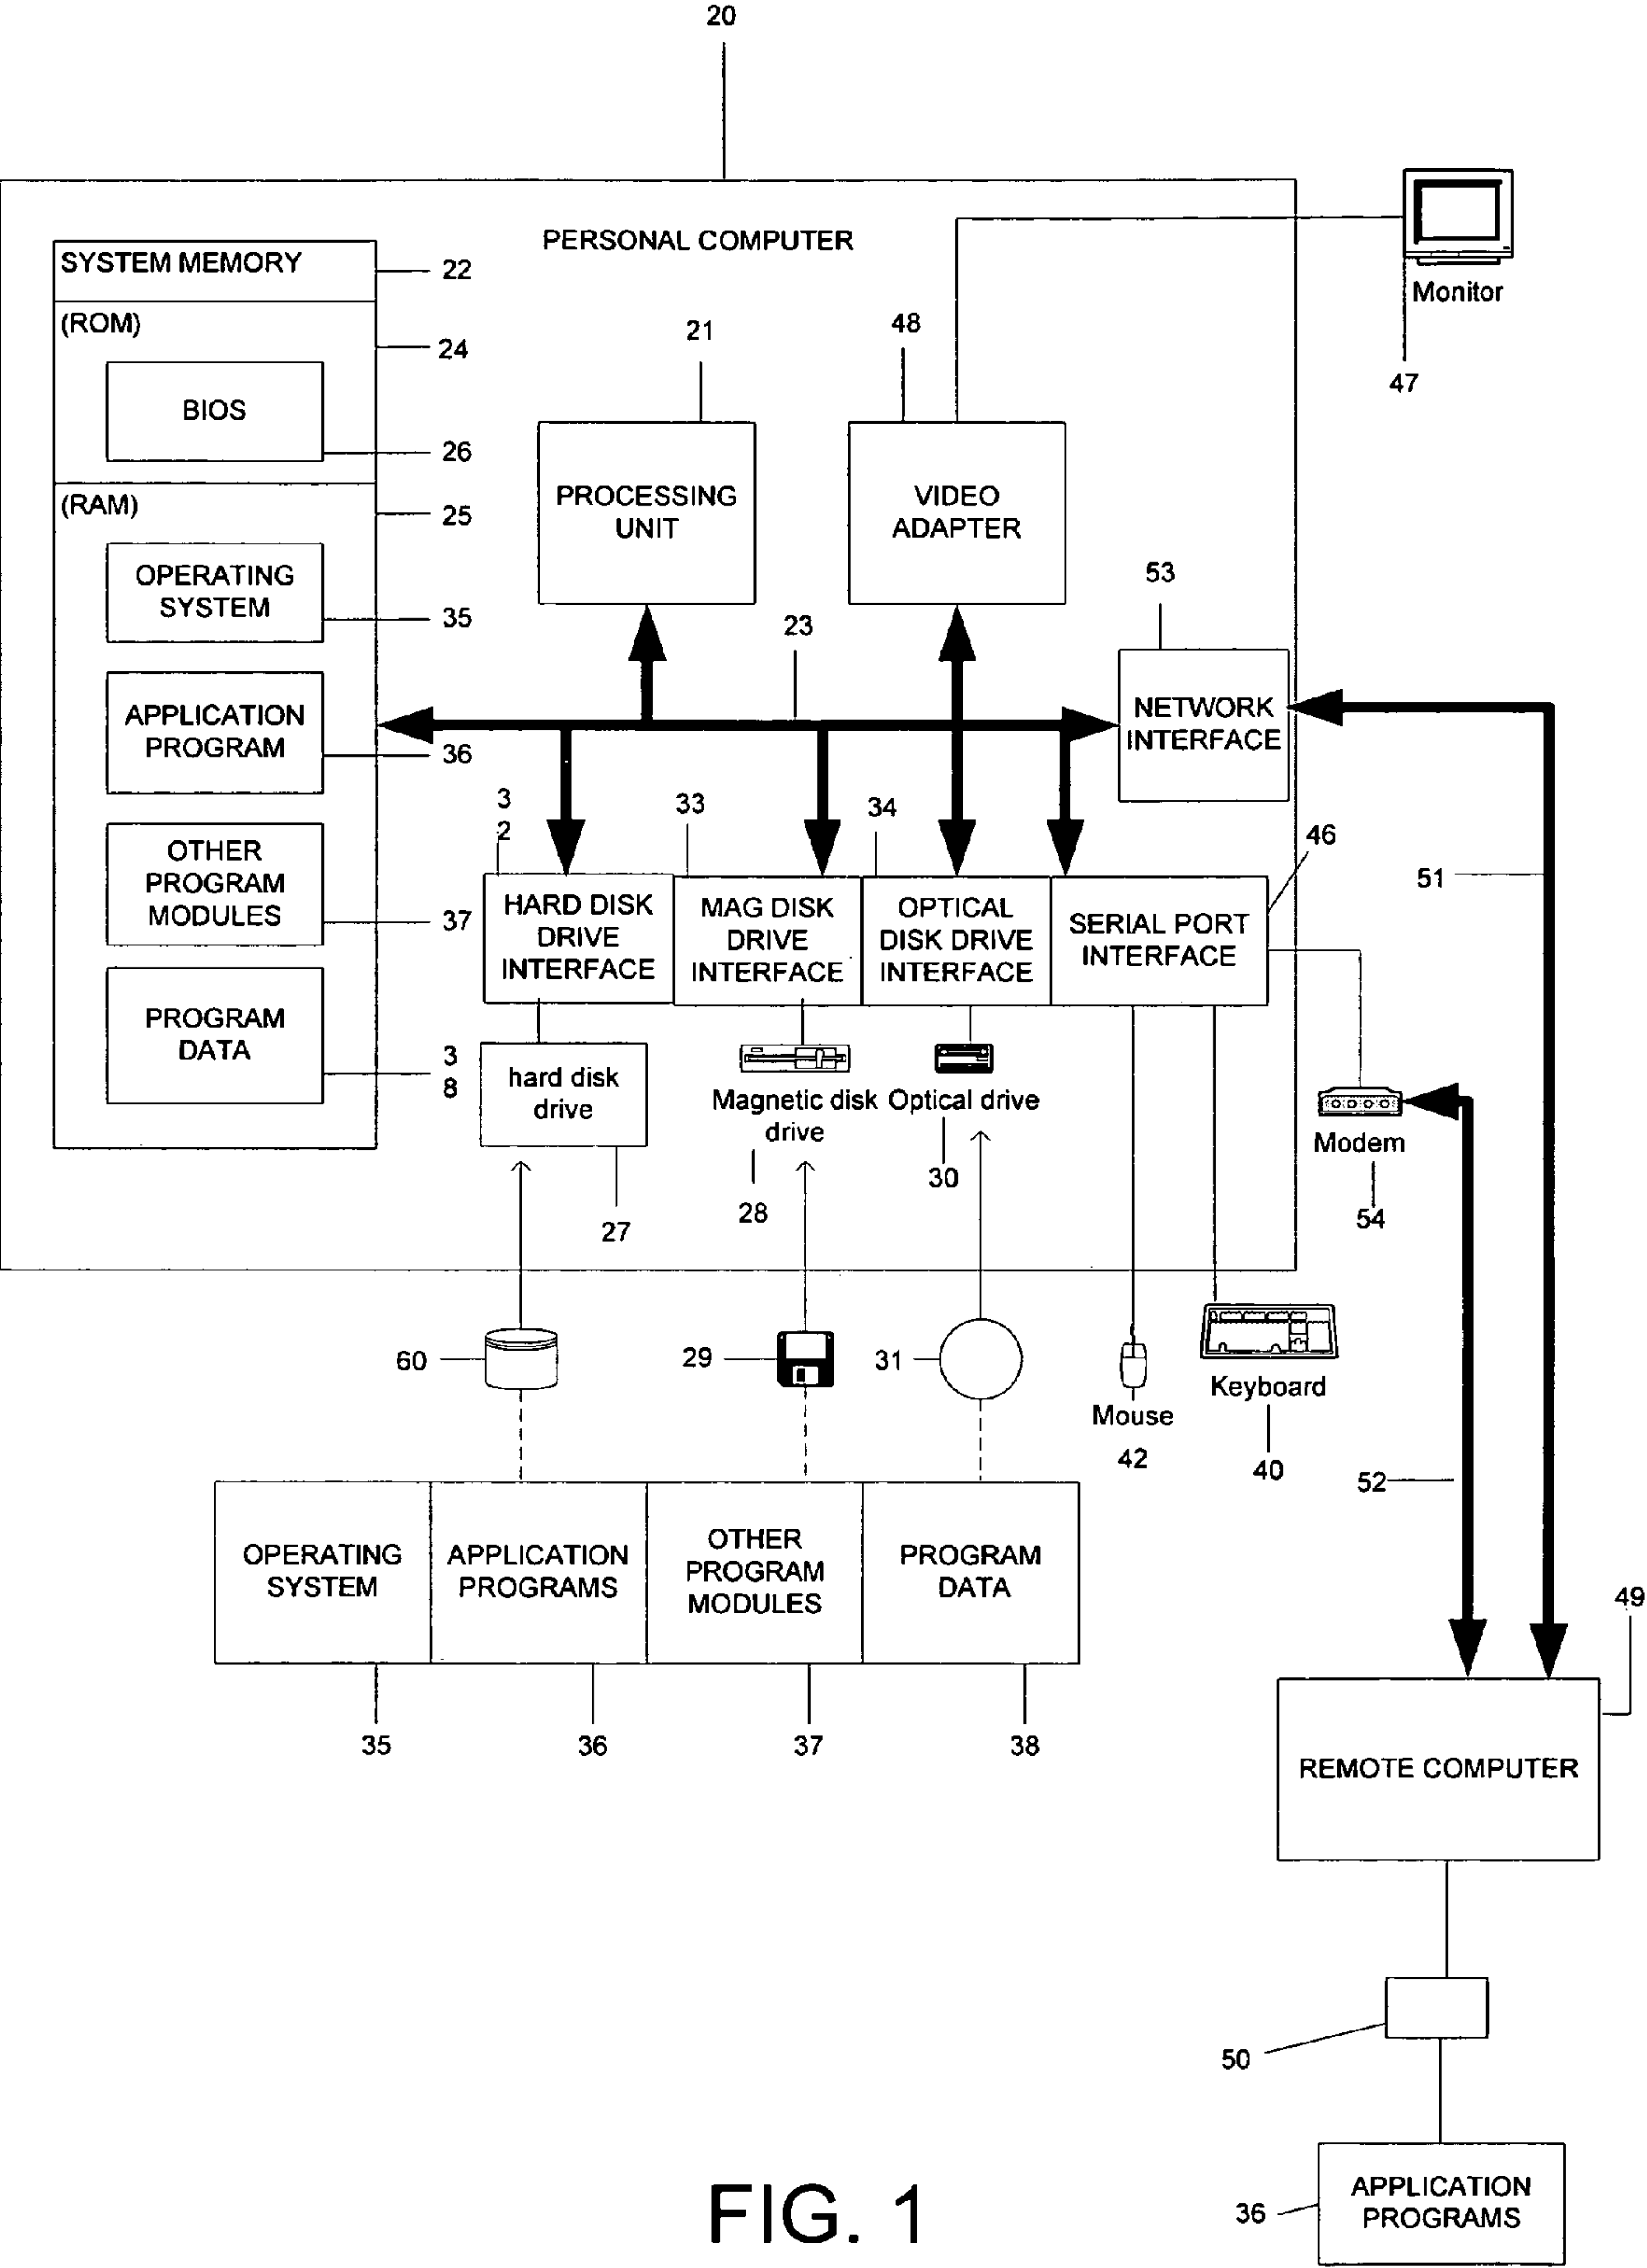 20
PERSONAL COMPUTER
SYSTEM MEMORY
22
(ROM)
24
BIOS
26
(RAM)
25
OPERATING
SYSTEM
35
APPLICATION
PROGRAM
36
OTHER
PROGRAM
MODULES
37
PROGRAM
DATA
3
8
21
PROCESSING
UNIT
48
VIDEO
ADAPTER
Monitor
47
23
53
NETWORK
INTERFACE
3
2
HARD DISK
DRIVE
INTERFACE
33
MAG DISK
DRIVE
INTERFACE
34
OPTICAL
DISK DRIVE
INTERFACE
46
SERIAL PORT
INTERFACE
51
hard disk
drive
27
Magnetic disk
drive
28
Optical drive
30
Modem
54
60
29
31
Mouse
42
Keyboard
40
52
OPERATING
SYSTEM
APPLICATION
PROGRAMS
OTHER
PROGRAM
MODULES
PROGRAM
DATA
35
36
37
38
49
REMOTE COMPUTER
50
36
APPLICATION
PROGRAMS
FIG. 1